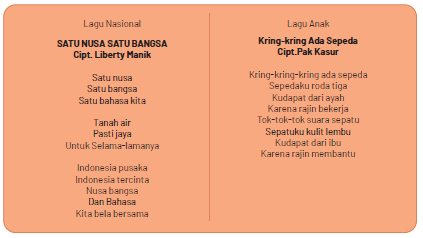 Lagu Nasional
SATU NUSA SATU BANGSA
Cipt. Liberty Manik
Satu nusa
Satu bangsa
Satu bahasa kita
Tanah air
Pasti jaya
Untuk Selama-lamanya
Indonesia pusaka
Indonesia tercinta
Nusa bangsa
Dan Bahasa
Kita bela bersama
Lagu Anak
Kring-kring Ada Sepeda
Cipt.Pak Kasur
Kring-kring-kring ada sepeda
Sepedaku roda tiga
Kudapat dari ayah
Karena rajin bekerja
Tok-tok-tok suara sepatu
Sepatuku kulit lembu
Kudapat dari ibu
Karena rajin membantu